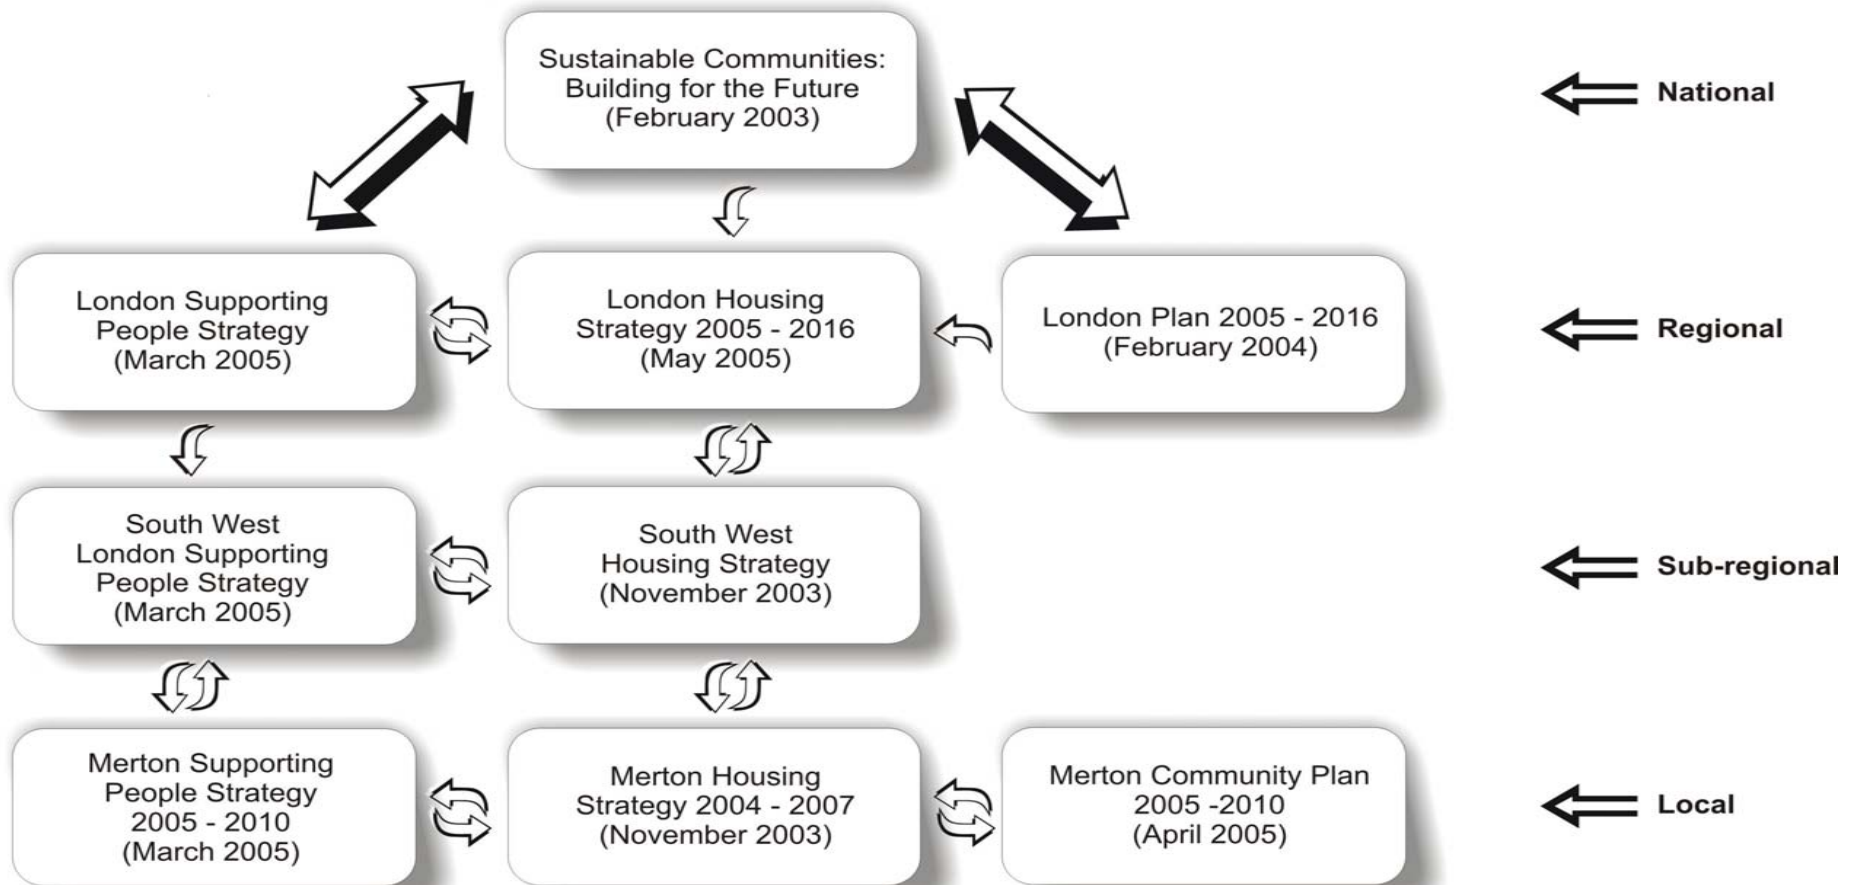 Sustainable Communities:
Building for the Future
(February 2003)
National
London Supporting
People Strategy
(March 2005)
London Housing
Strategy 2005 - 2016
(May 2005)
London Plan 2005 - 2016
(February 2004)
Regional
South West
London Supporting
People Strategy
(March 2005)
South West
Housing Strategy
(November 2003)
Sub-regional
Merton Supporting
People Strategy
2005 - 2010
(March 2005)
Merton Housing
Strategy 2004 - 2007
(November 2003)
Merton Community Plan
2005 -2010
(April 2005)
Local